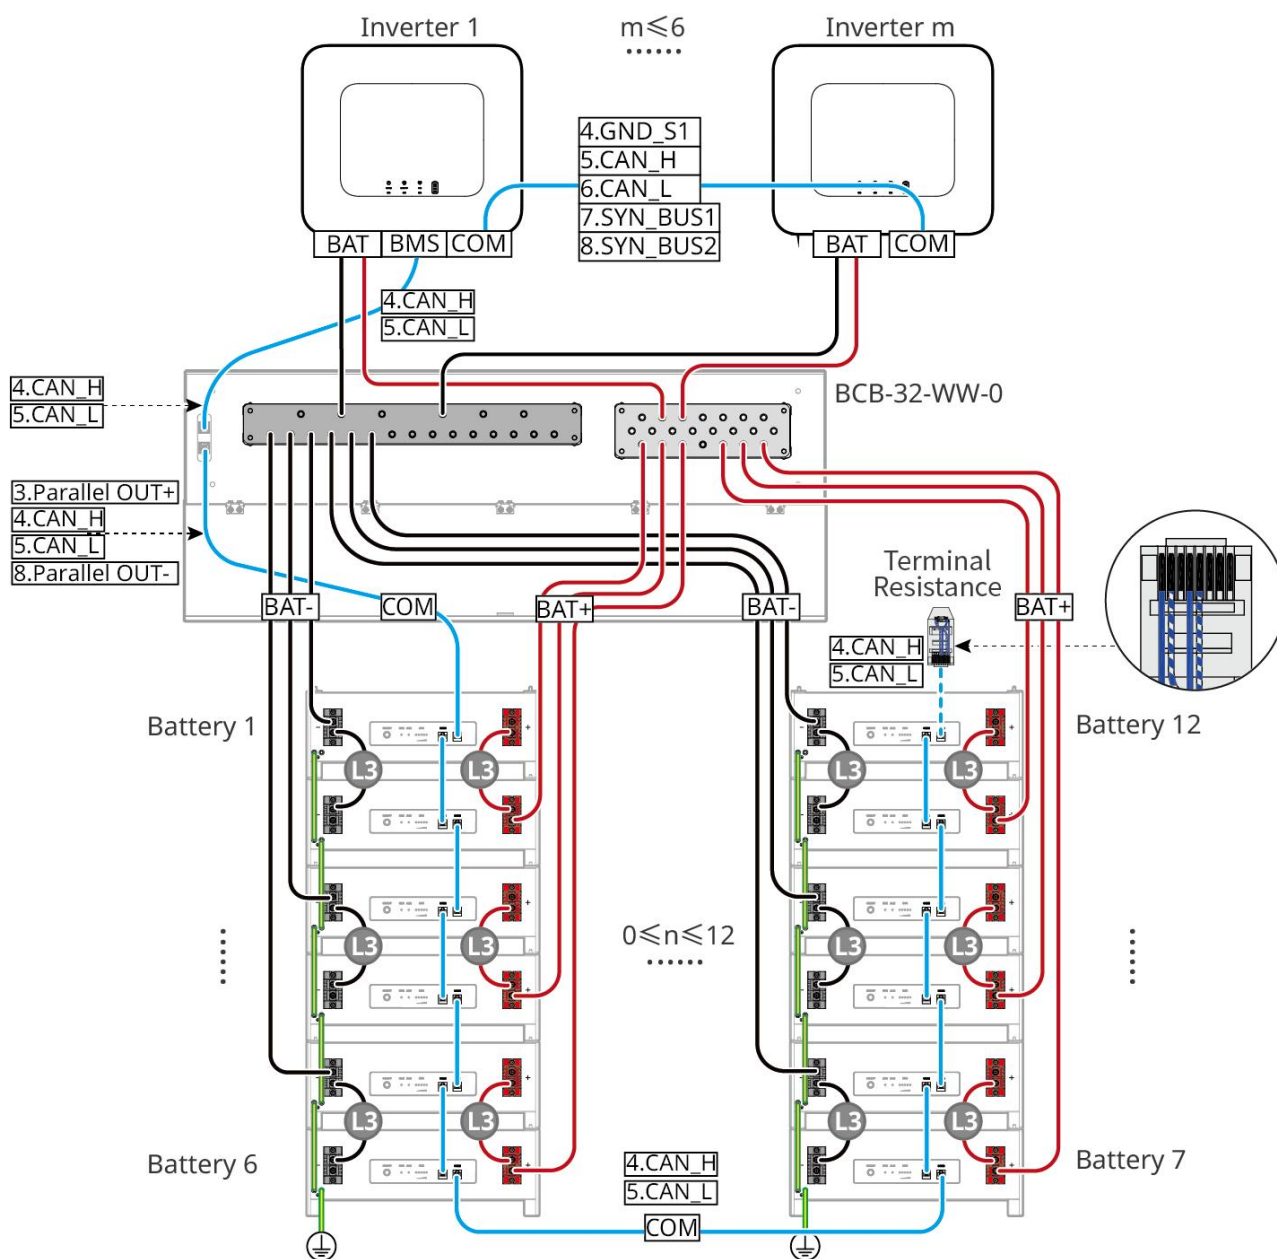 Inverter 1
m≤6
Inverter m
4.GND_S1
5.CAN_H
6.CAN_L
7.SYN_BUS1
8.SYN_BUS2
BAT
BMS
COM
BAT
COM
4.CAN_H
5.CAN_L
4.CAN_H
5.CAN_L
BCB-32-WW-0
3.Parallel OUT+
4.CAN_H
5.CAN_L
8.Parallel OUT-
Terminal
Resistance
BAT-
COM
BAT+
BAT-
BAT+
4.CAN_H
5.CAN_L
Battery 1
Battery 12
L3
L3
L3
L3
0≤n≤12
L3
L3
L3
L3
L3
L3
L3
L3
Battery 6
4.CAN_H
5.CAN_L
COM
Battery 7